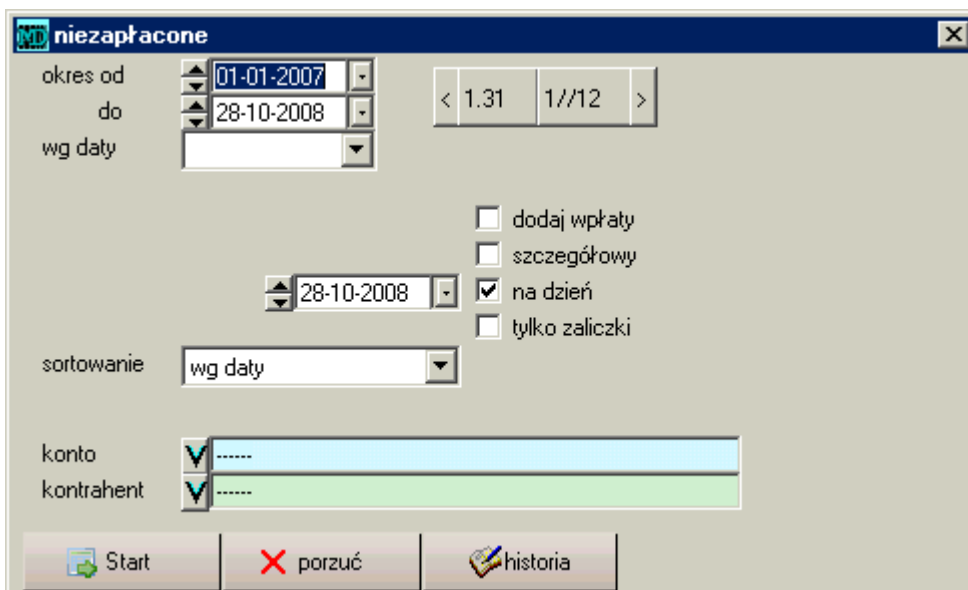 MD niezapłacone
okres od 01-01-2007
< 1.31 1//12 >
do 28-10-2008
wg daty
dodaj wpłaty
szczegółowy
28-10-2008 na dzień
tylko zaliczki
sortowanie wg daty
konto ------
kontrahent ------
Start porzuć historia